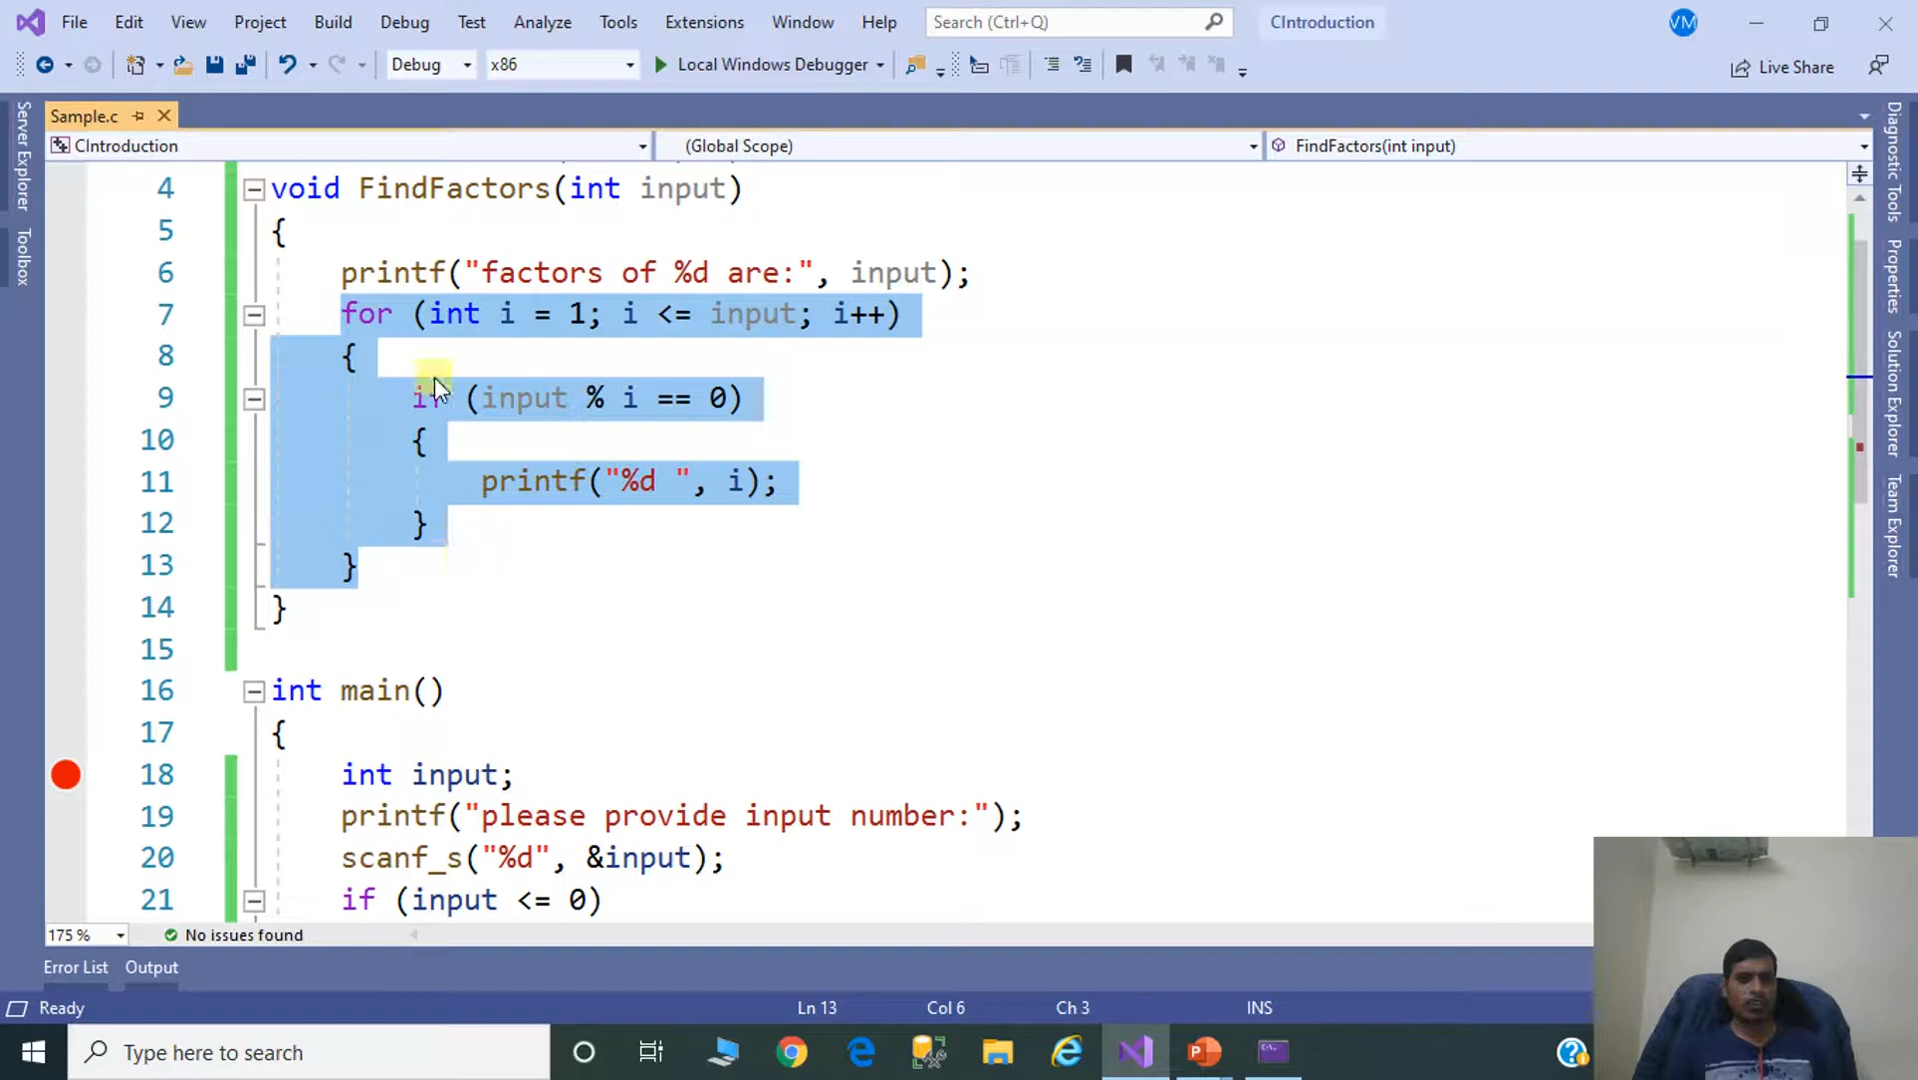 File Edit View Project Build Debug Test Analyze Tools Extensions Window Help Search (Ctrl+Q) CIntroduction VM
Debug x86 Local Windows Debugger Live Share
Sample.c
CIntroduction (Global Scope) FindFactors(int input)
Server Explorer
Toolbox
4 void FindFactors(int input)
5 {
6 printf("factors of %d are:", input);
7 for (int i = 1; i <= input; i++)
8 {
9 if (input % i == 0)
10 {
11 printf("%d ", i);
12 }
13 }
14 }
15
16 int main()
17 {
18 int input;
19 printf("please provide input number:");
20 scanf_s("%d", &input);
21 if (input <= 0)
Diagnostic Tools
Properties
Solution Explorer
Team Explorer
175 % No issues found
Error List Output
Ready Ln 13 Col 6 Ch 3 INS
Type here to search